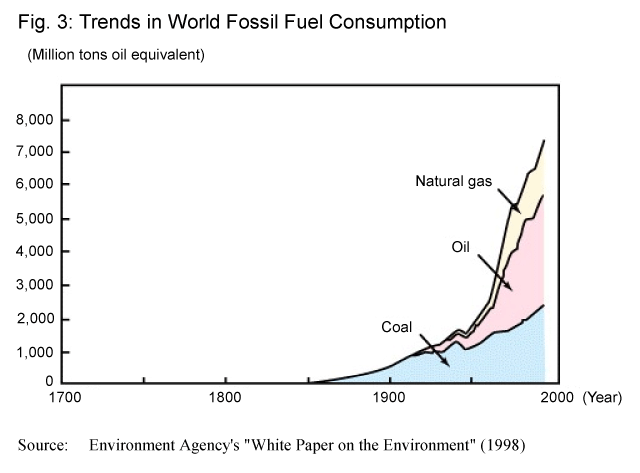 Fig. 3: Trends in World Fossil Fuel Consumption
(Million tons oil equivalent)
8,000
7,000
6,000
Natural gas
5,000
Oil
4,000
3,000
2,000
Coal
1,000
0
1700 1800 1900 2000 (Year)
Source: Environment Agency's "White Paper on the Environment" (1998)